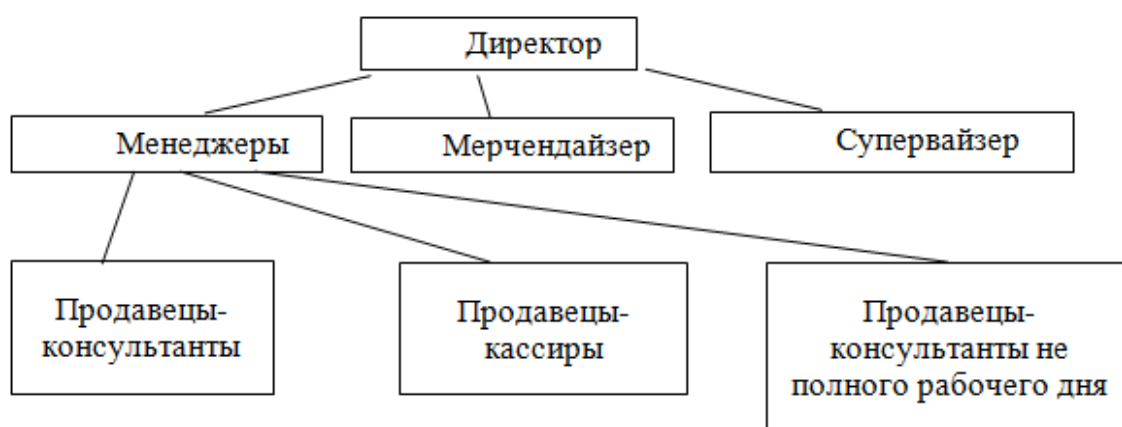 Директор
Менеджеры
Мерчендайзер
Супервайзер
Продавецы-
консультанты
Продавецы-
кассиры
Продавецы-
консультанты не
полного рабочего дня